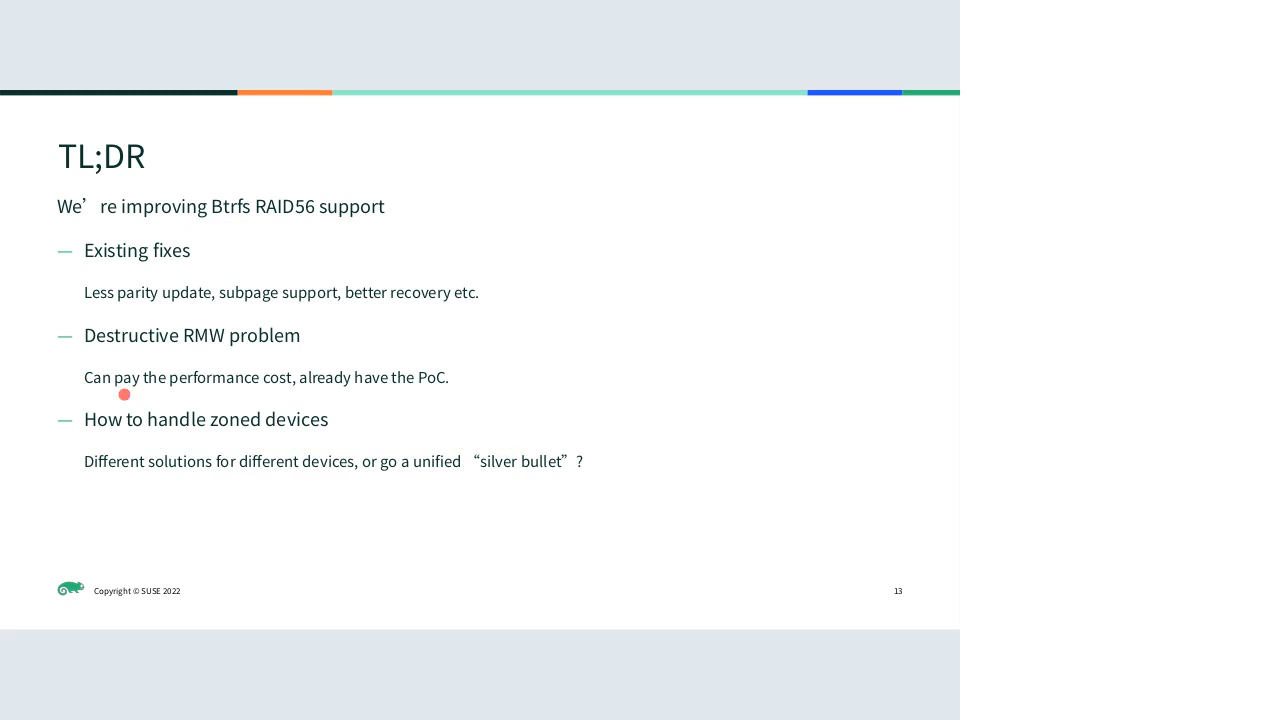 TL;DR
We’re improving Btrfs RAID56 support
— Existing fixes
Less parity update, subpage support, better recovery etc.
— Destructive RMW problem
Can pay the performance cost, already have the PoC.
— How to handle zoned devices
Different solutions for different devices, or go a unified “silver bullet”?
Copyright © SUSE 2022
13